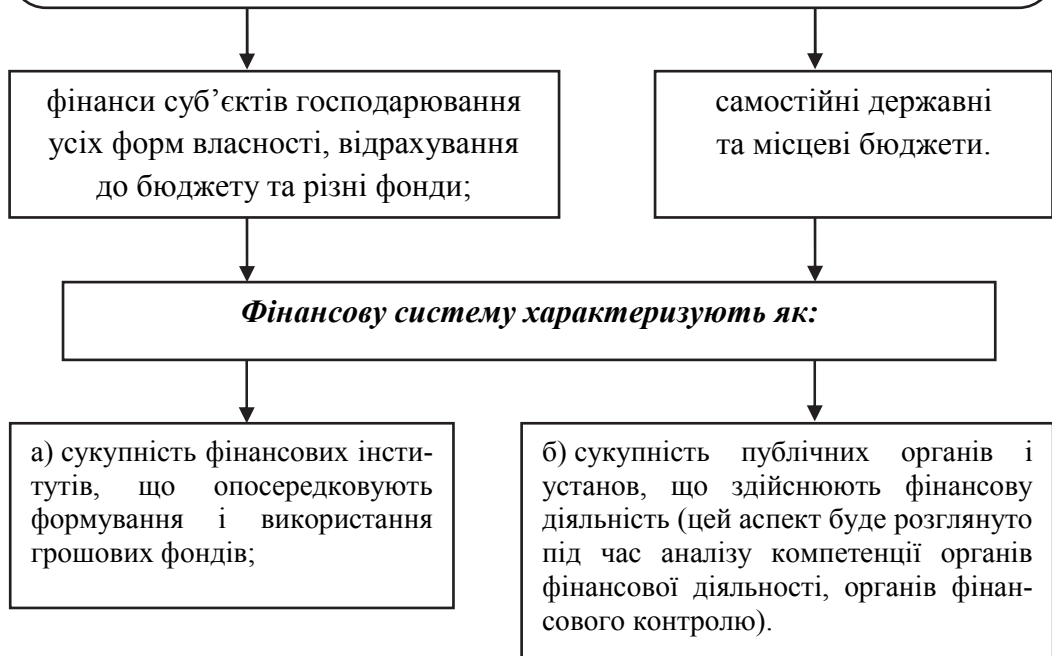 фінанси суб’єктів господарювання
усіх форм власності, відрахування
до бюджету та різні фонди;
самостійні державні
та місцеві бюджети.
Фінансову систему характеризують як:
а) сукупність фінансових інсти-
тутів, що опосередковують
формування і використання
грошових фондів;
б) сукупність публічних органів і
установ, що здійснюють фінансову
діяльність (цей аспект буде розглянуто
під час аналізу компетенції органів
фінансової діяльності, органів фінан-
сового контролю).